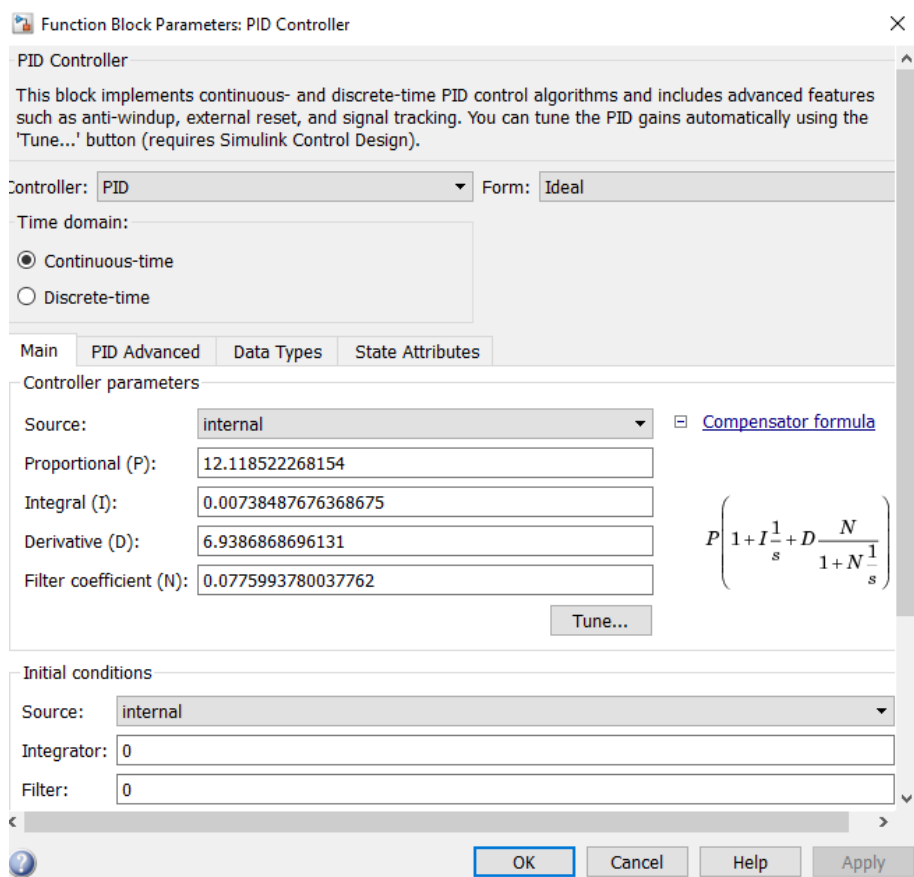 Function Block Parameters: PID Controller
PID Controller
This block implements continuous- and discrete-time PID control algorithms and includes advanced features
such as anti-windup, external reset, and signal tracking. You can tune the PID gains automatically using the
'Tune...' button (requires Simulink Control Design).
Controller: PID Form: Ideal
Time domain:
Continuous-time
Discrete-time
Main PID Advanced Data Types State Attributes
Controller parameters
Source: internal Compensator formula
Proportional (P): 12.118522268154
Integral (I): 0.00738487676368675
Derivative (D): 6.9386868696131
Filter coefficient (N): 0.0775993780037762
P(1+I 1/s +D N/(1+N 1/s))
Tune...
Initial conditions
Source: internal
Integrator: 0
Filter: 0
? OK Cancel Help Apply